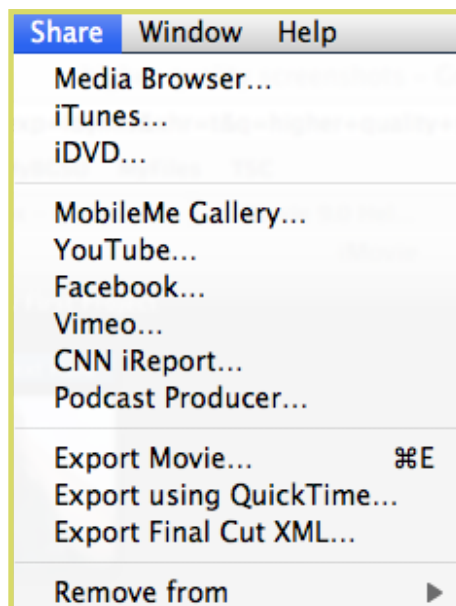 Share Window Help
Media Browser...
iTunes...
iDVD...
MobileMe Gallery...
YouTube...
Facebook...
Vimeo...
CNN iReport...
Podcast Producer...
Export Movie... ⌘E
Export using QuickTime...
Export Final Cut XML...
Remove from ▶